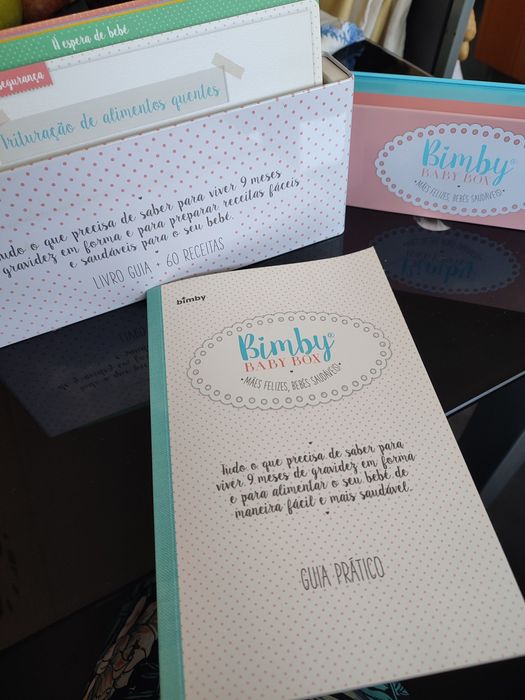 À espera de bebé
segurança
Trituração de alimentos quentes
Tudo o que precisa de saber para viver 9 meses
gravidez em forma e para preparar receitas fáceis
e saudáveis para o seu bebé.
LIVRO GUIA + 60 RECEITAS
Bimby®
BABY BOX
MÃES FELIZES, BEBÉS SAUDÁVEIS!
bimby
Bimby®
BABY BOX
• MÃES FELIZES, BEBÉS SAUDÁVEIS! •
Tudo o que precisa de saber para
viver 9 meses de gravidez em forma
e para alimentar o seu bebé de
maneira fácil e mais saudável.
GUIA PRÁTICO